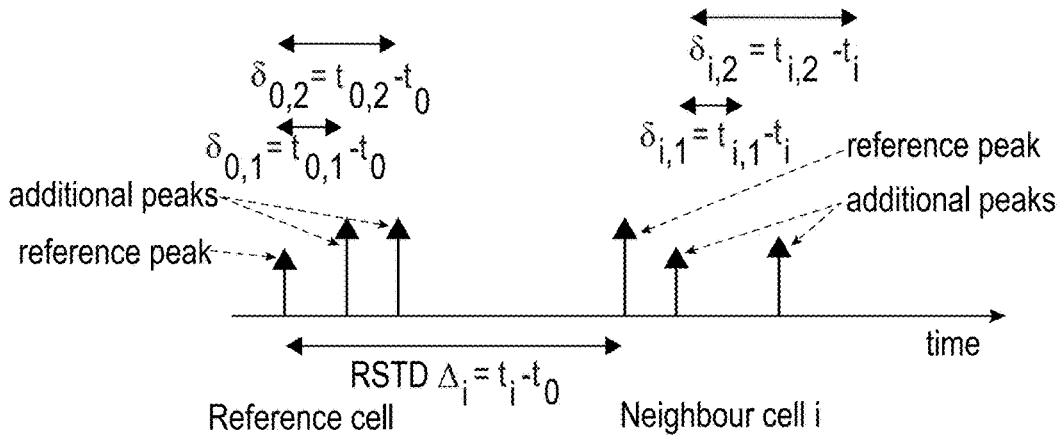 δ0,2 = t0,2 -t0
δi,2 = ti,2 -ti
δ0,1 = t0,1 -t0
δi,1 = ti,1 -ti
reference peak
additional peaks
additional peaks
reference peak
time
RSTD Δi = ti -t0
Reference cell
Neighbour cell i